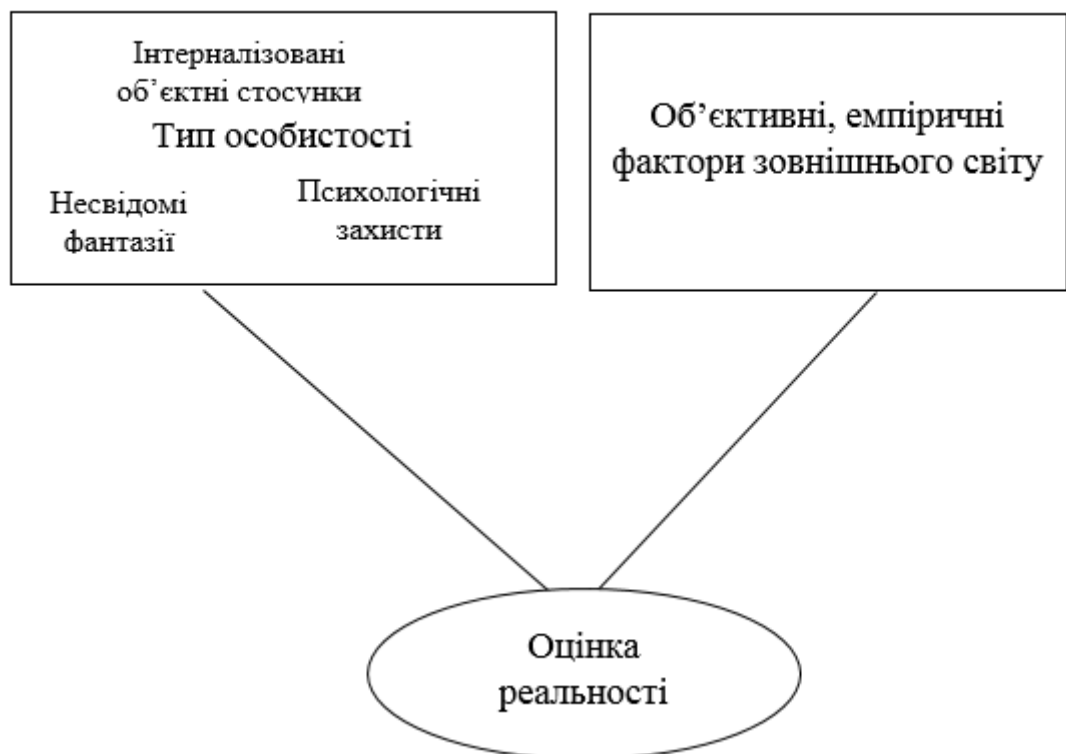 Інтерналізовані
об’єктні стосунки
Тип особистості
Несвідомі
фантазії
Психологічні
захисти
Об’єктивні, емпіричні
фактори зовнішнього світу
Оцінка
реальності